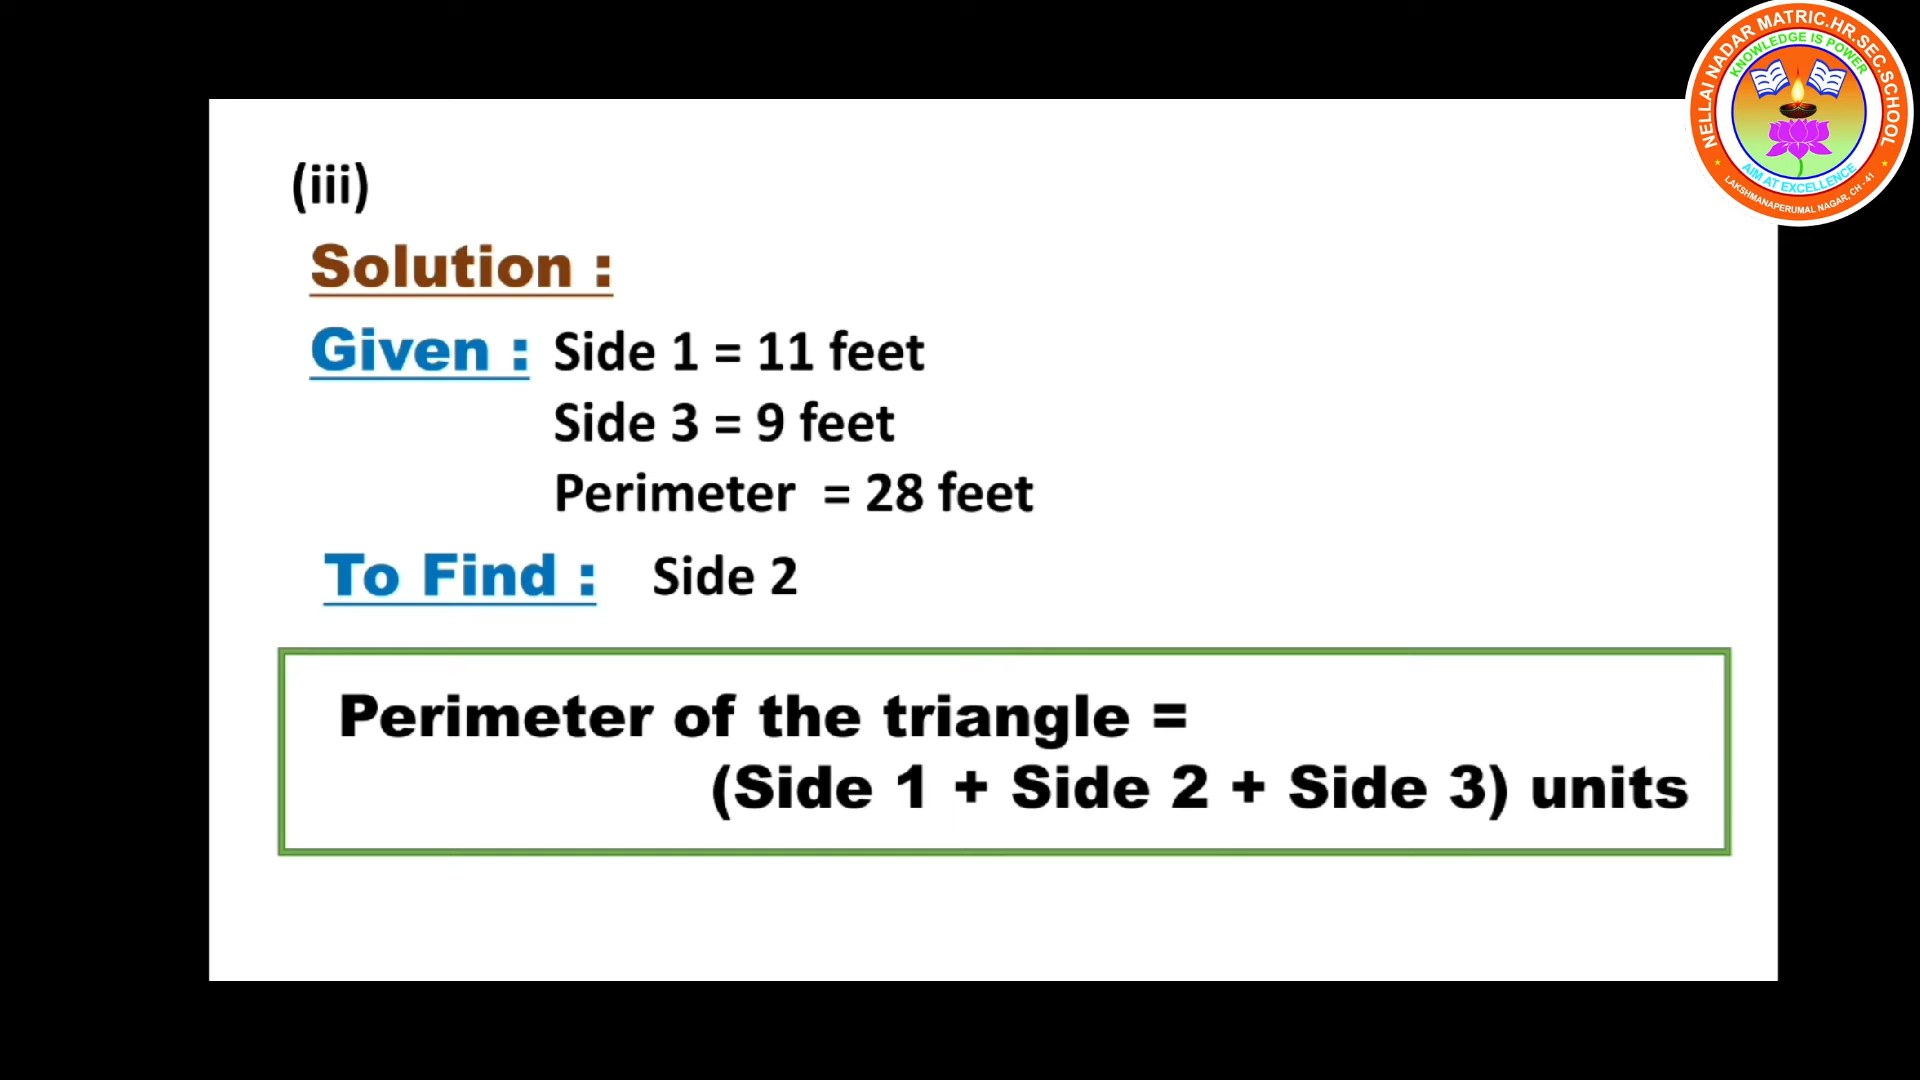 NELLAI NADAR MATRIC.HR.SEC.SCHOOL
KNOWLEDGE IS POWER
AIM AT EXCELLENCE
LAKSHMANAPERUMAL NAGAR, CH - 41
(iii)
Solution :
Given : Side 1 = 11 feet
Side 3 = 9 feet
Perimeter = 28 feet
To Find : Side 2
Perimeter of the triangle =
(Side 1 + Side 2 + Side 3) units